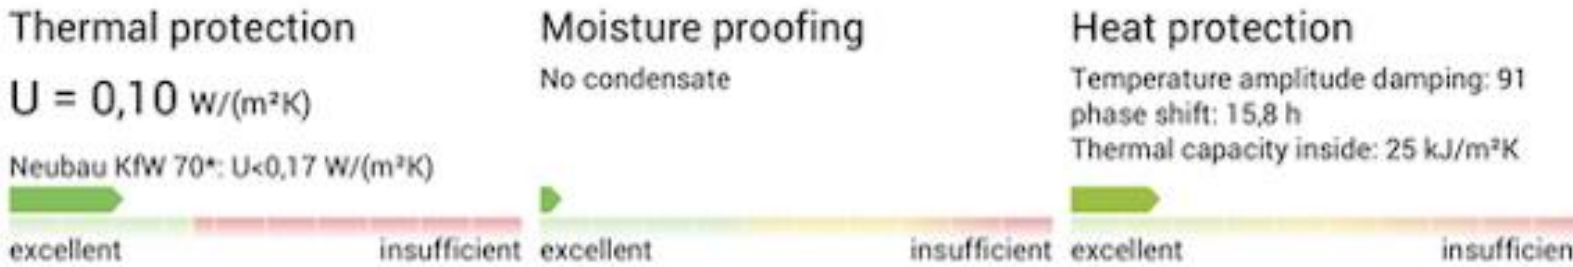 Thermal protection
U = 0,10 W/(m²K)
Neubau KfW 70*: U<0,17 W/(m²K)
excellent insufficient
Moisture proofing
No condensate
excellent insufficient
Heat protection
Temperature amplitude damping: 91
phase shift: 15,8 h
Thermal capacity inside: 25 kJ/m²K
excellent insufficien